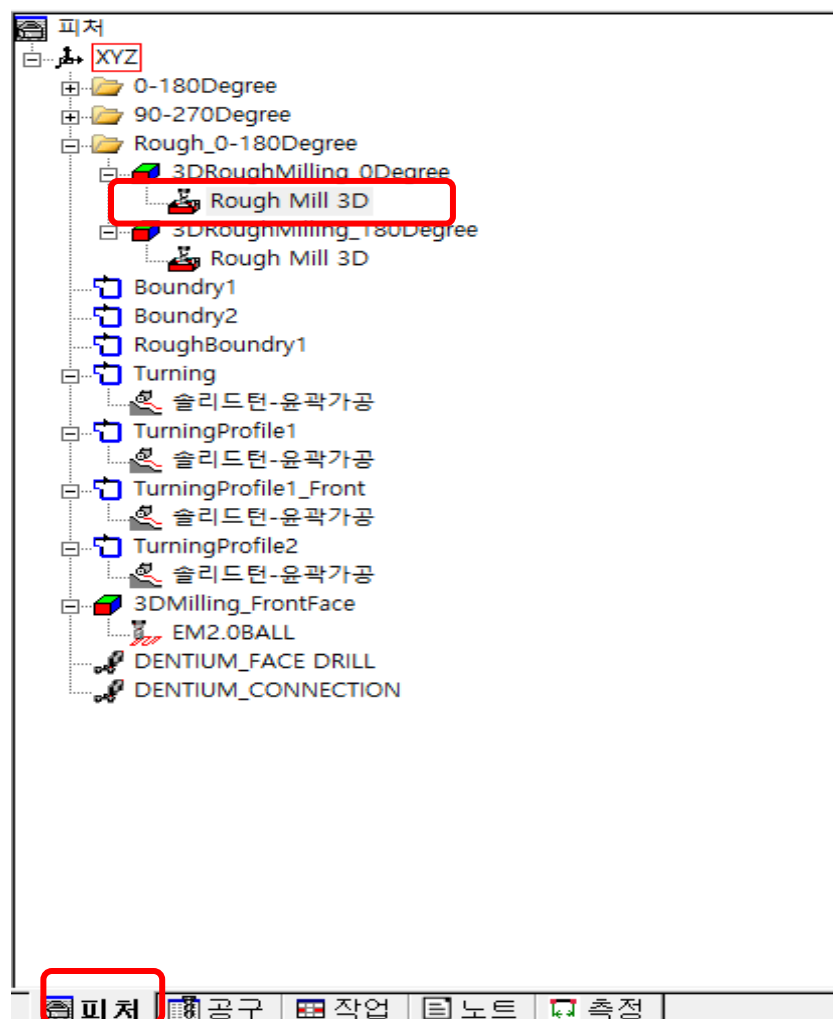 피처
XYZ
0-180Degree
90-270Degree
Rough_0-180Degree
3DRoughMilling_0Degree
Rough Mill 3D
3DRoughMilling_180Degree
Rough Mill 3D
Boundry1
Boundry2
RoughBoundry1
Turning
솔리드턴-윤곽가공
TurningProfile1
솔리드턴-윤곽가공
TurningProfile1_Front
솔리드턴-윤곽가공
TurningProfile2
솔리드턴-윤곽가공
3DMilling_FrontFace
EM2.0BALL
DENTIUM_FACE DRILL
DENTIUM_CONNECTION
피처 공구 작업 노트 측정